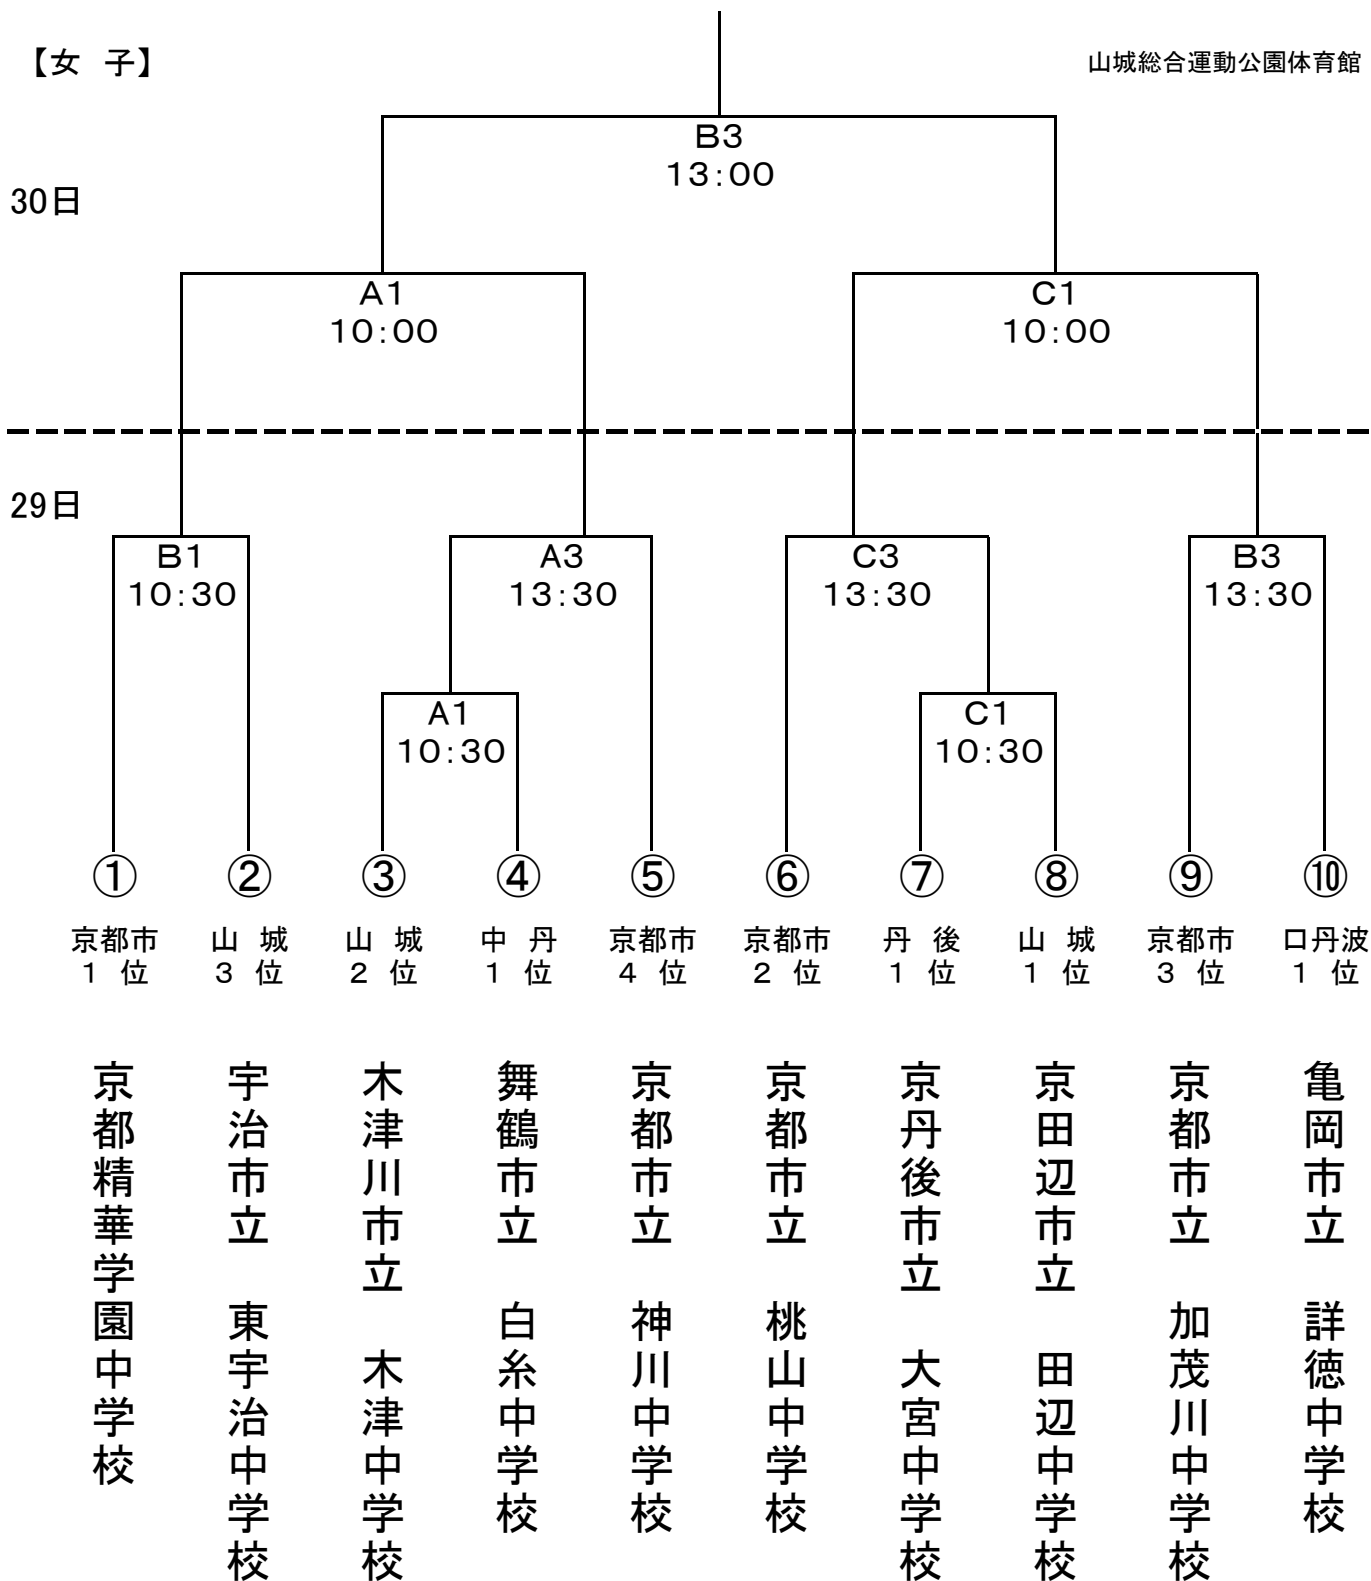 【女 子】
山城総合運動公園体育館
B3
13:00
30日
A1
10:00
C1
10:00
29日
B1
10:30
A3
13:30
C3
13:30
B3
13:30
A1
10:30
C1
10:30
① ② ③ ④ ⑤ ⑥ ⑦ ⑧ ⑨ ⑩
京都市 山 城 山 城 中 丹 京都市 京都市 丹 後 山 城 京都市 口丹波
1 位 3 位 2 位 1 位 4 位 2 位 1 位 1 位 3 位 1 位
京都精華学園中学校
宇治市立 東宇治中学校
木津川市立 木津中学校
舞鶴市立 白糸中学校
京都市立 神川中学校
京都市立 桃山中学校
京丹後市立 大宮中学校
京田辺市立 田辺中学校
京都市立 加茂川中学校
亀岡市立 詳徳中学校